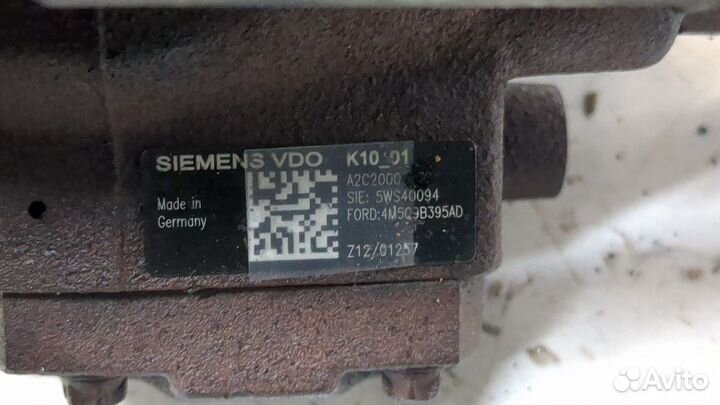 SIEMENS VDO K10_01
A2C2000
SIE: 5WS40094
Made in
Germany
FORD:4M5Q9B395AD
Z12/01257
Avito